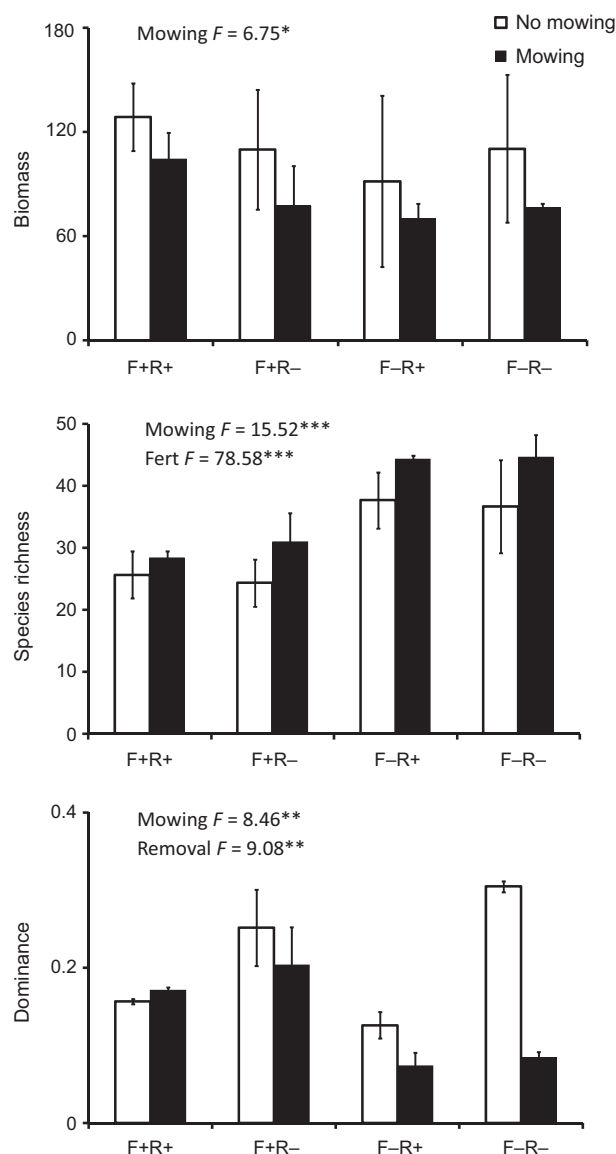 No mowing
Mowing
Mowing F = 6.75*
180
120
60
0
Biomass
F+R+ F+R– F–R+ F–R–
Mowing F = 15.52***
Fert F = 78.58***
50
40
30
20
10
0
Species richness
F+R+ F+R– F–R+ F–R–
Mowing F = 8.46**
Removal F = 9.08**
0.4
0.2
0
Dominance
F+R+ F+R– F–R+ F–R–